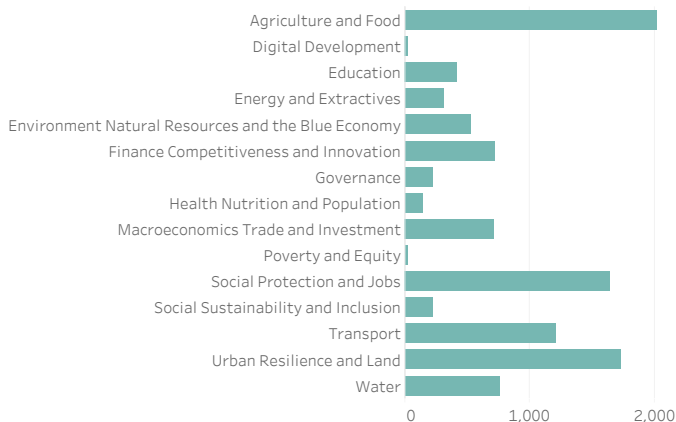 Agriculture and Food
Digital Development
Education
Energy and Extractives
Environment Natural Resources and the Blue Economy
Finance Competitiveness and Innovation
Governance
Health Nutrition and Population
Macroeconomics Trade and Investment
Poverty and Equity
Social Protection and Jobs
Social Sustainability and Inclusion
Transport
Urban Resilience and Land
Water
0 1,000 2,000